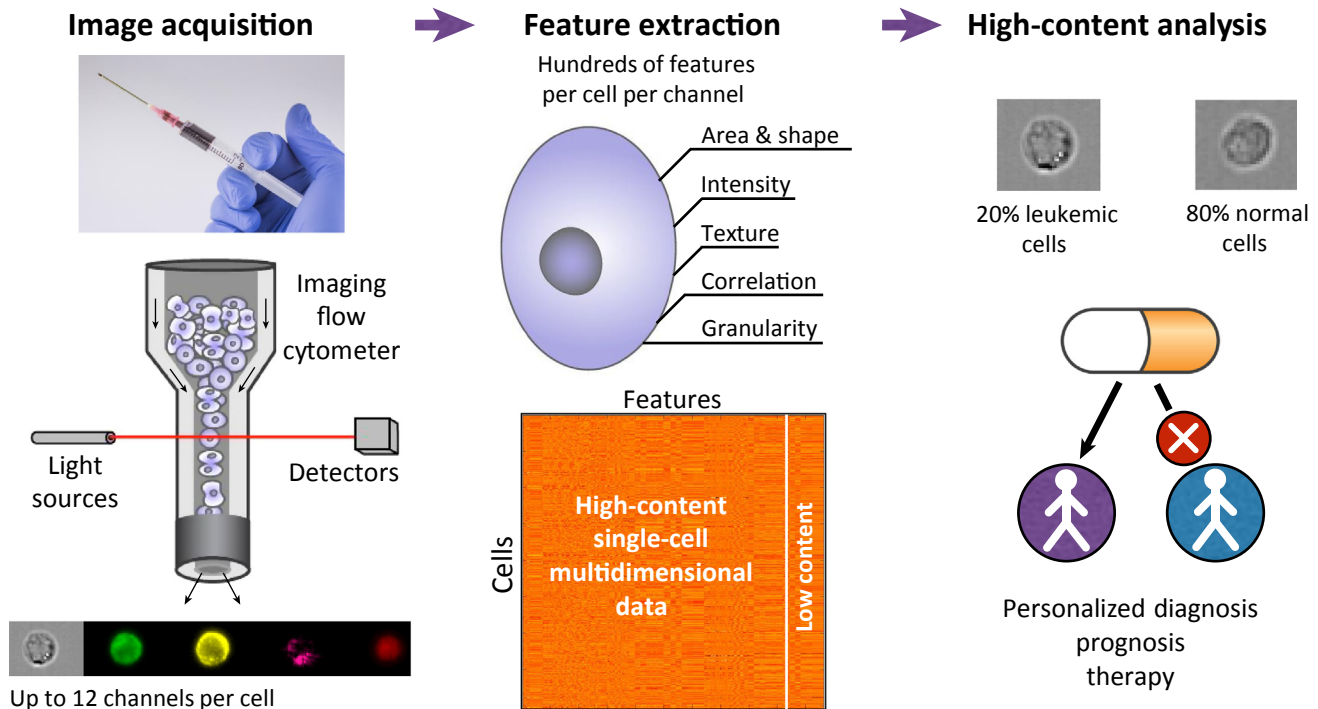 Image acquisition
Feature extraction
High-content analysis
Hundreds of features
per cell per channel
Imaging
flow
cytometer
Light
sources
Detectors
Up to 12 channels per cell
Area & shape
Intensity
Texture
Correlation
Granularity
Features
Cells
High-content
single-cell
multidimensional
data
Low content
20% leukemic
cells
80% normal
cells
Personalized diagnosis
prognosis
therapy